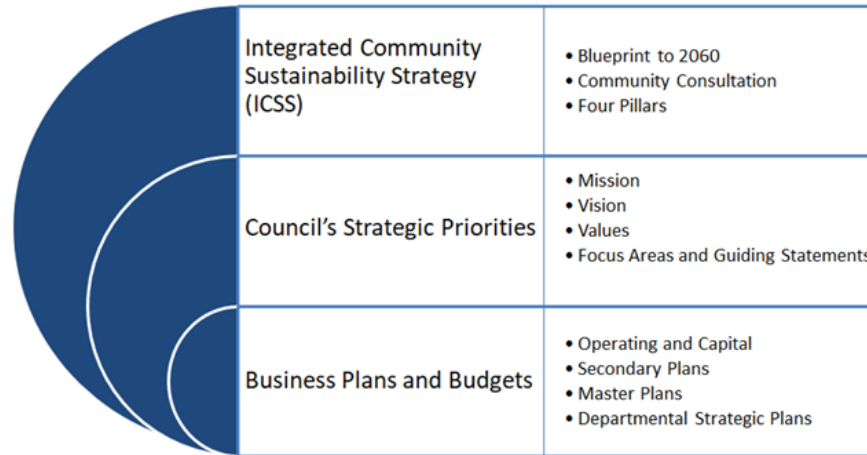 Integrated Community
Sustainability Strategy
(ICSS)
• Blueprint to 2060
• Community Consultation
• Four Pillars
Council's Strategic Priorities
• Mission
• Vision
• Values
• Focus Areas and Guiding Statements
Business Plans and Budgets
• Operating and Capital
• Secondary Plans
• Master Plans
• Departmental Strategic Plans